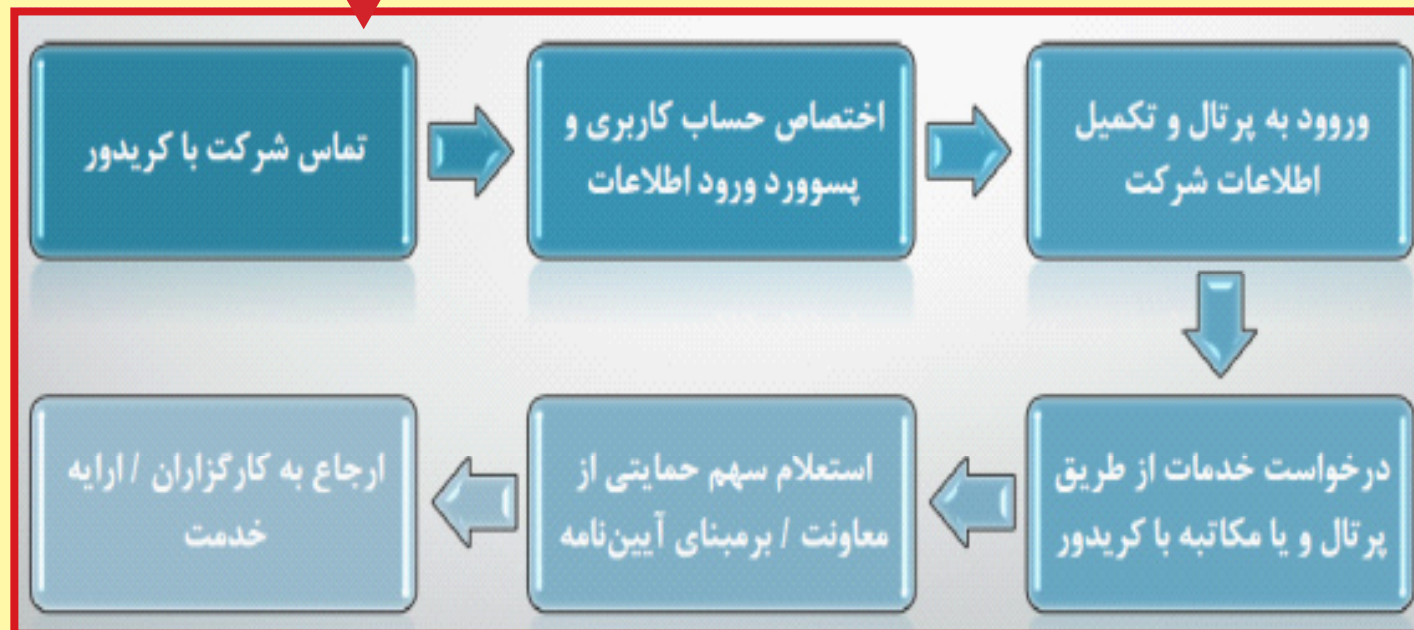 تماس شرکت با کریدور
اختصاص حساب کاربری و
پسوورد ورود اطلاعات
وروود به پرتال و تکمیل
اطلاعات شرکت
درخواست خدمات از طریق
پرتال و یا مکاتبه با کریدور
استعلام سهم حمایتی از
معاونت / برمبنای آیین‌نامه
ارجاع به کارگزاران / ارایه
خدمت